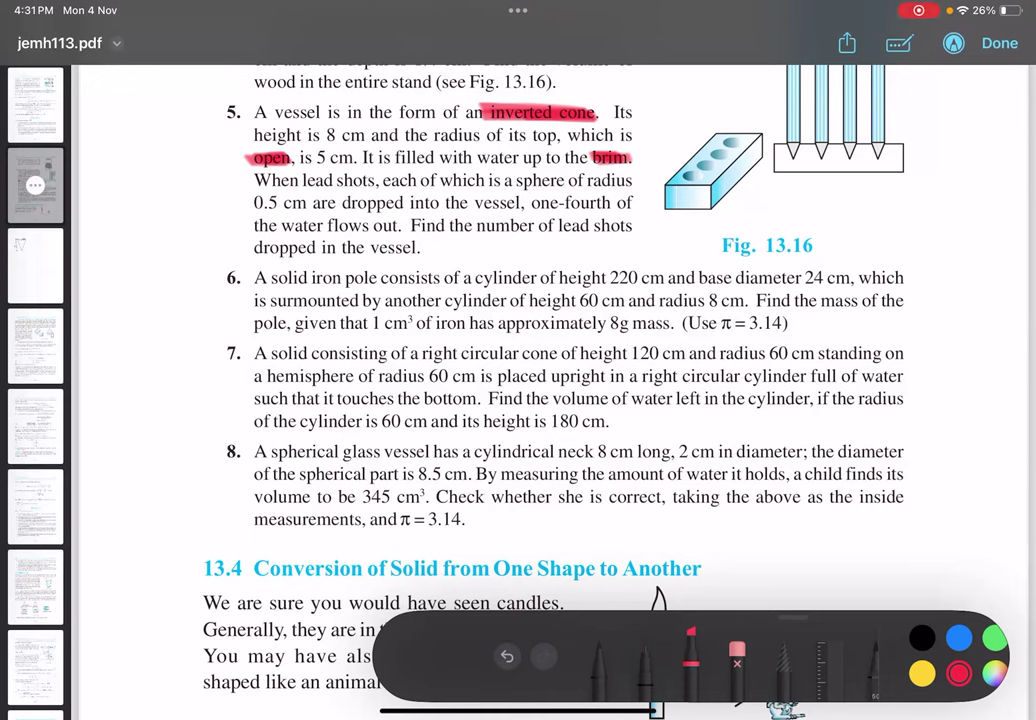 4:31 PM Mon 4 Nov
26%
jemh113.pdf
Done
wood in the entire stand (see Fig. 13.16).
5. A vessel is in the form of an inverted cone. Its
height is 8 cm and the radius of its top, which is
open, is 5 cm. It is filled with water up to the brim.
When lead shots, each of which is a sphere of radius
0.5 cm are dropped into the vessel, one-fourth of
the water flows out. Find the number of lead shots
dropped in the vessel.
Fig. 13.16
6. A solid iron pole consists of a cylinder of height 220 cm and base diameter 24 cm, which
is surmounted by another cylinder of height 60 cm and radius 8 cm. Find the mass of the
pole, given that 1 cm³ of iron has approximately 8g mass. (Use π = 3.14)
7. A solid consisting of a right circular cone of height 120 cm and radius 60 cm standing on
a hemisphere of radius 60 cm is placed upright in a right circular cylinder full of water
such that it touches the bottom. Find the volume of water left in the cylinder, if the radius
of the cylinder is 60 cm and its height is 180 cm.
8. A spherical glass vessel has a cylindrical neck 8 cm long, 2 cm in diameter; the diameter
of the spherical part is 8.5 cm. By measuring the amount of water it holds, a child finds its
volume to be 345 cm³. Check whether she is correct, taking the above as the inside
measurements, and π = 3.14.
13.4 Conversion of Solid from One Shape to Another
We are sure you would have seen candles.
Generally, they are in
You may have als
shaped like an animal